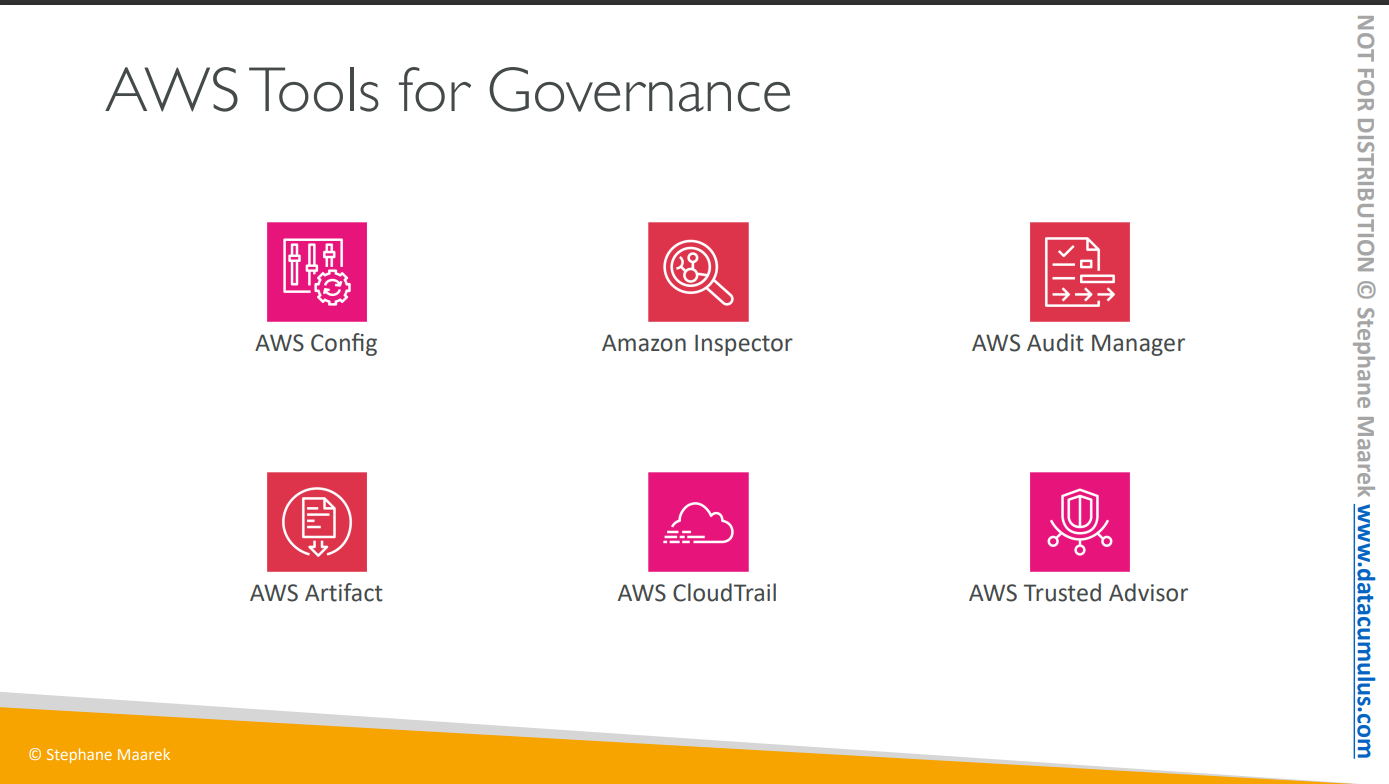 AWS Tools for Governance
AWS Config
Amazon Inspector
AWS Audit Manager
AWS Artifact
AWS CloudTrail
AWS Trusted Advisor
© Stephane Maarek
NOT FOR DISTRIBUTION © Stephane Maarek www.datacumulus.com